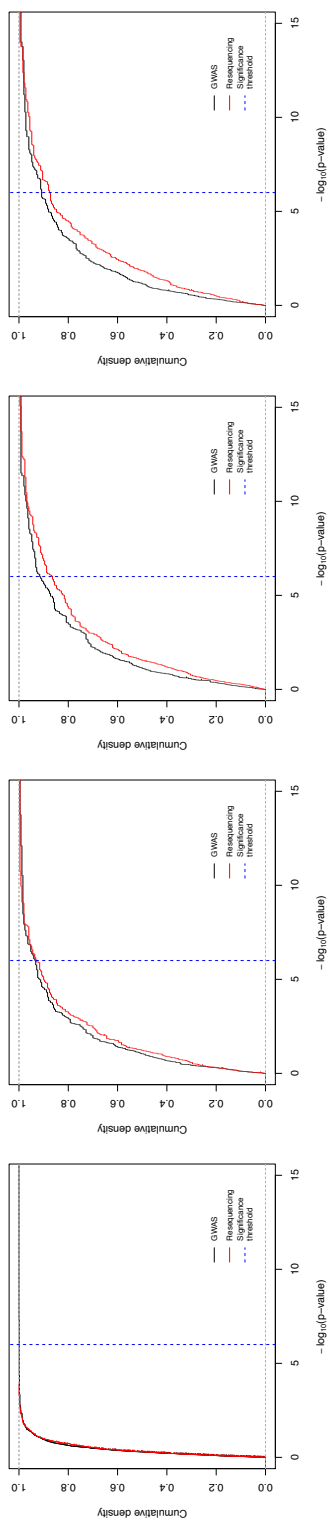 Cumulative density
1.0
0.8
0.6
0.4
0.2
0.0
GWAS
Resequencing
Significance
threshold
0 5 10 15
− log10(p−value)
Cumulative density
1.0
0.8
0.6
0.4
0.2
0.0
GWAS
Resequencing
Significance
threshold
0 5 10 15
− log10(p−value)
Cumulative density
1.0
0.8
0.6
0.4
0.2
0.0
GWAS
Resequencing
Significance
threshold
0 5 10 15
− log10(p−value)
Cumulative density
1.0
0.8
0.6
0.4
0.2
0.0
GWAS
Resequencing
Significance
threshold
0 5 10 15
− log10(p−value)